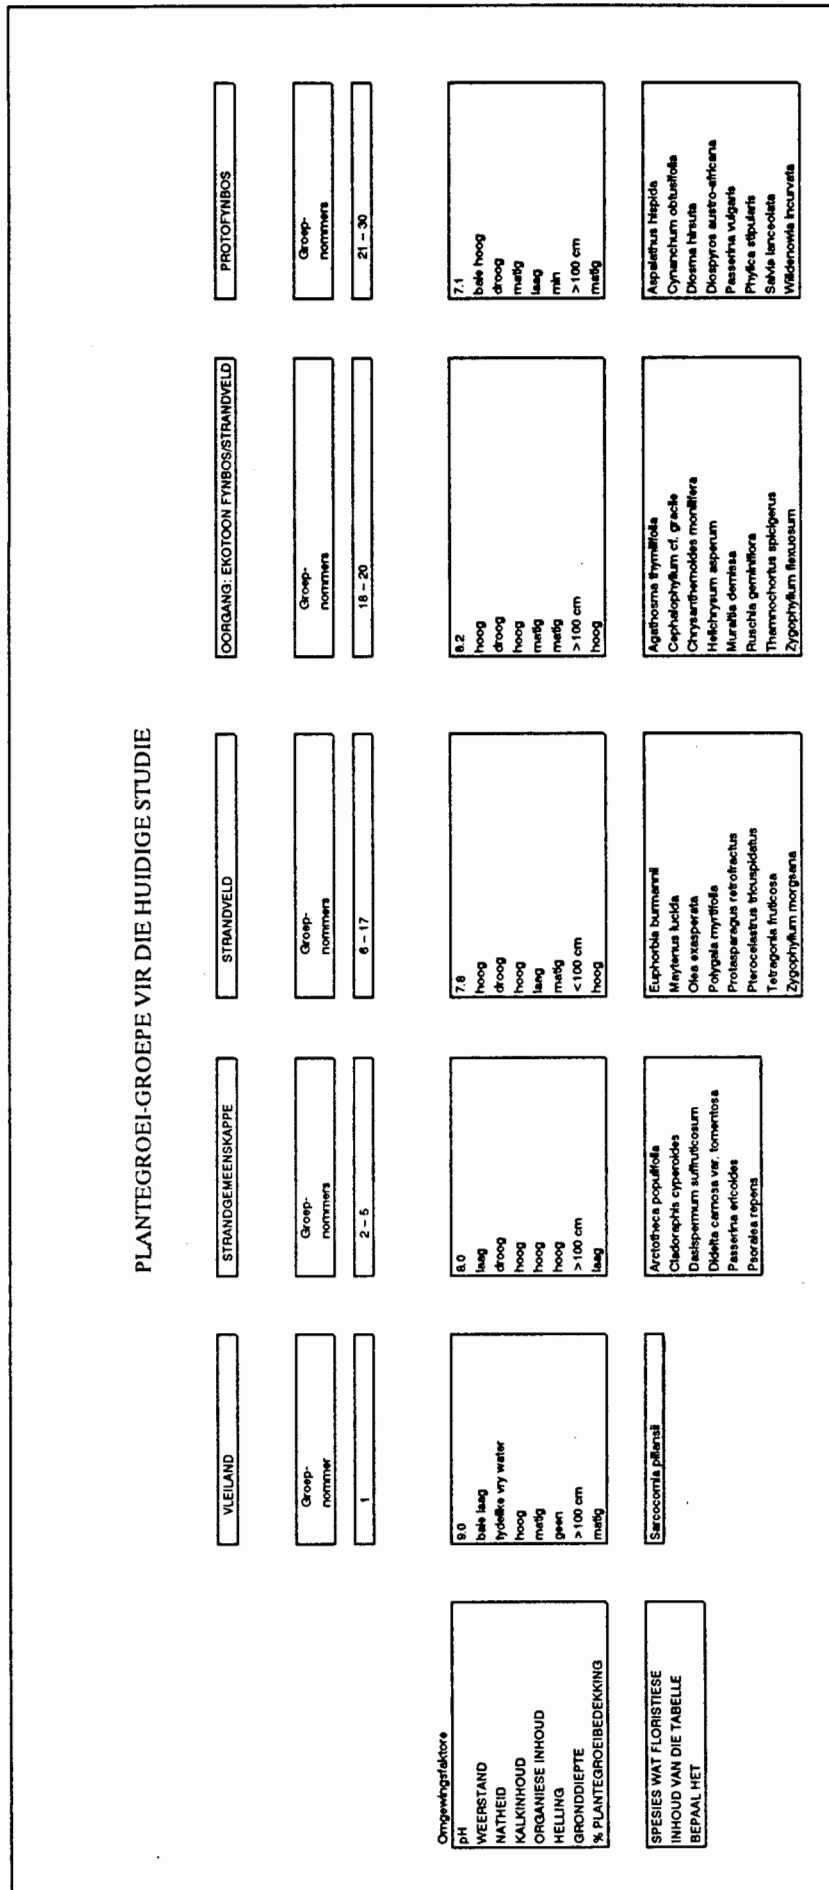 PLANTEGROEI-GROEPE VIR DIE HUIDIGE STUDIE
VLEILAND
STRANDGEMEENSKAPPE
STRANDVELD
OORGANG: EKOTOON FYNBOS/STRANDVELD
PROTOFYNBOS
Groep-
nommer
Groep-
nommers
Groep-
nommers
Groep-
nommers
Groep-
nommers
1
2 – 5
6 – 17
18 – 20
21 – 30
Omgewingsfaktore
pH
WEERSTAND
NATHEID
KALKINHOUD
ORGANIESE INHOUD
HELLING
GRONDDIEPTE
% PLANTEGROEIBEDEKKING
9.0
baie laag
tydelike vry water
hoog
matig
geen
>100 cm
matig
8.0
laag
droog
hoog
hoog
hoog
>100 cm
laag
7.8
hoog
droog
hoog
laag
matig
<100 cm
hoog
8.2
hoog
droog
hoog
matig
matig
>100 cm
hoog
7.1
baie hoog
droog
matig
laag
min
>100 cm
matig
SPESIES WAT FLORISTIESE
INHOUD VAN DIE TABELLE
BEPAAL HET
Sarcocornia pillansii
Arctotheca populifolia
Cladoraphis cyperoides
Dasispermum suffruticosum
Didelta carnosa var. tomentosa
Passerina ericoides
Psoralea repens
Euphorbia burmannii
Maytenus lucida
Olea exasperata
Polygala myrtifolia
Protasparagus retrofractus
Pterocelastrus tricuspidatus
Tetragonia fruticosa
Zygophyllum morgsana
Agathosma thymifolia
Cephalophyllum cf. gracile
Chrysanthemoides monilifera
Helichrysum asperum
Muraltia demissa
Ruschia geminiflora
Thamnochortus spicigerus
Zygophyllum flexuosum
Aspalathus hispida
Cynanchum obtusifolia
Diosma hirsuta
Diospyros austro-africana
Passerina vulgaris
Phylica stipularis
Salvia lanceolata
Willdenowia incurvata